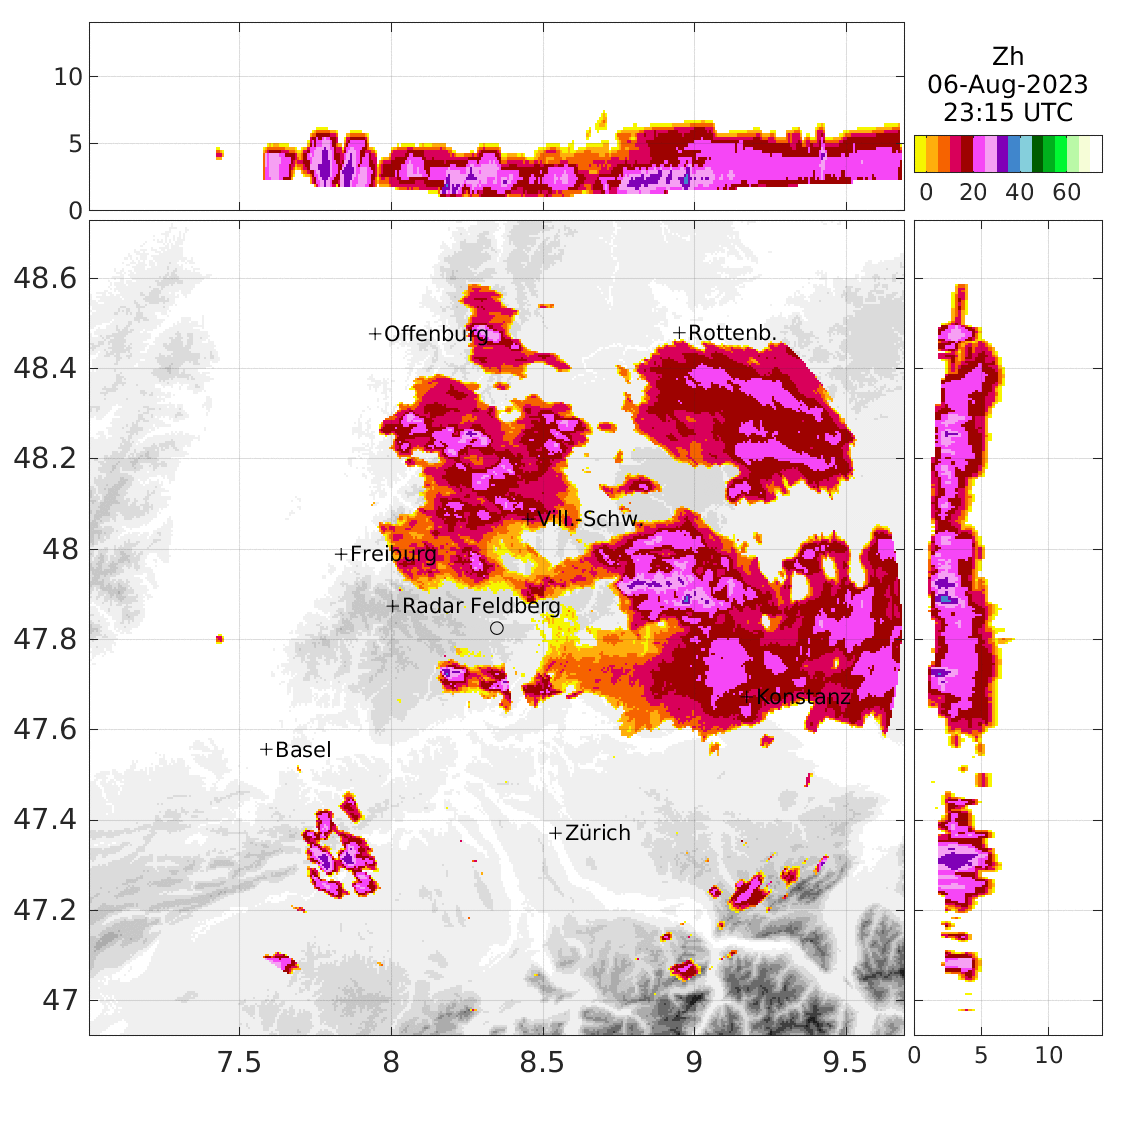 10
5
0
Zh
06-Aug-2023
23:15 UTC
0 20 40 60
48.6
48.4
48.2
48
47.8
47.6
47.4
47.2
47
+Offenburg
+Rottenb.
+Vill.-Schw.
+Freiburg
+Radar Feldberg
+Konstanz
+Basel
+Zürich
7.5 8 8.5 9 9.5
0 5 10